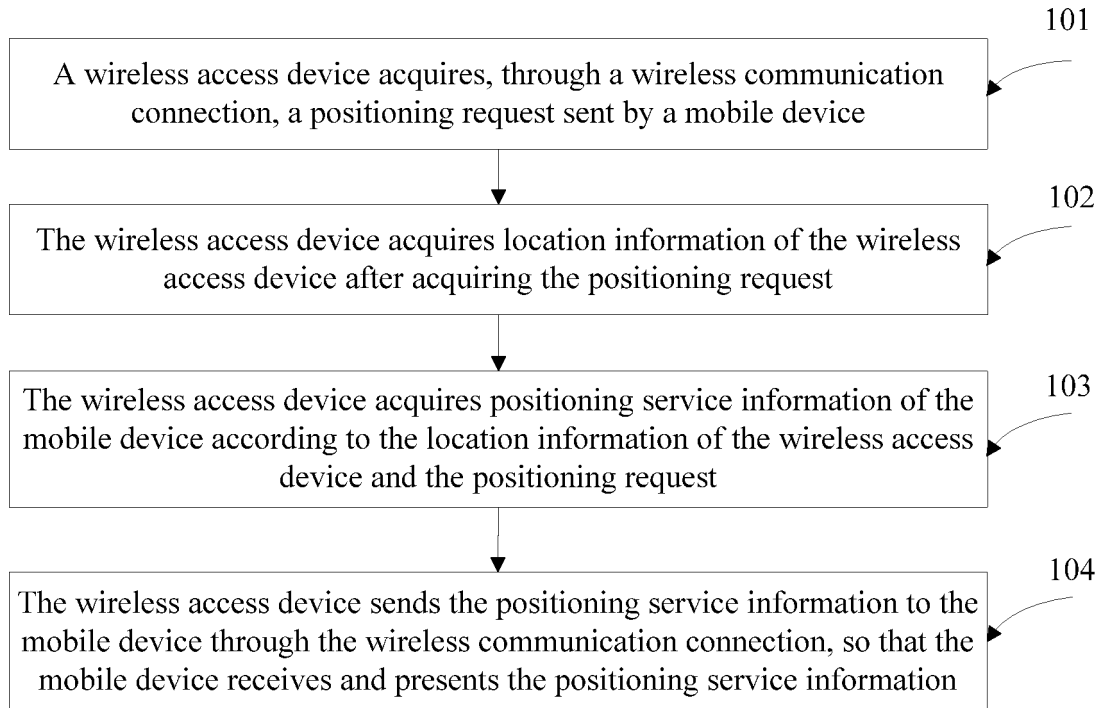 101
A wireless access device acquires, through a wireless communication
connection, a positioning request sent by a mobile device
102
The wireless access device acquires location information of the wireless
access device after acquiring the positioning request
103
The wireless access device acquires positioning service information of the
mobile device according to the location information of the wireless access
device and the positioning request
104
The wireless access device sends the positioning service information to the
mobile device through the wireless communication connection, so that the
mobile device receives and presents the positioning service information